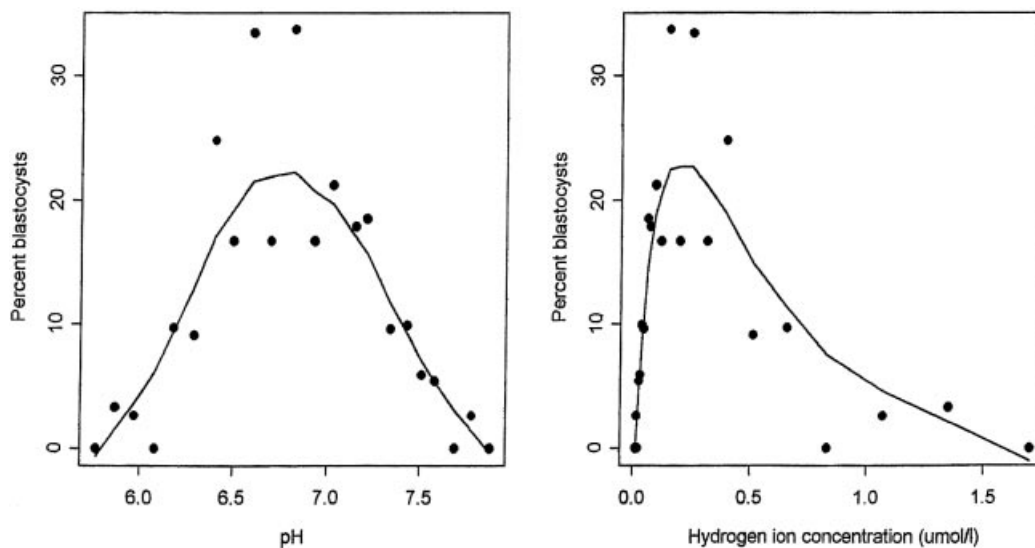 Percent blastocysts
30
20
10
0
6.0 6.5 7.0 7.5
pH
Percent blastocysts
30
20
10
0
0.0 0.5 1.0 1.5
Hydrogen ion concentration (umol/l)